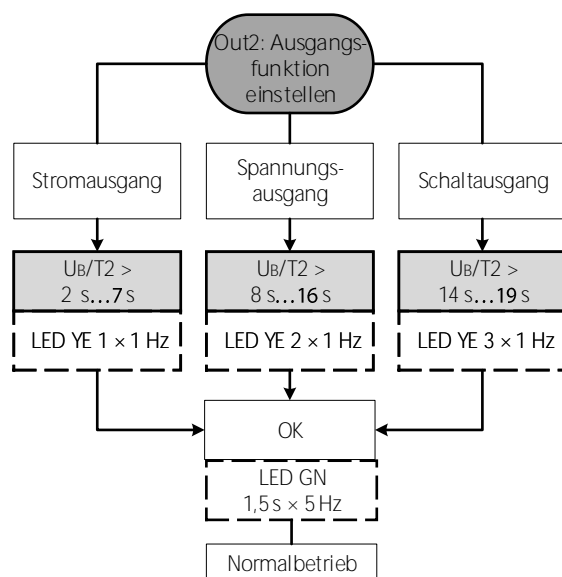 Out2: Ausgangs-
funktion
einstellen
Stromausgang
Spannungs-
ausgang
Schaltausgang
UB/T2 >
2 s...7 s
UB/T2 >
8 s...16 s
UB/T2 >
14 s...19 s
LED YE 1 × 1 Hz
LED YE 2 × 1 Hz
LED YE 3 × 1 Hz
OK
LED GN
1,5 s × 5 Hz
Normalbetrieb